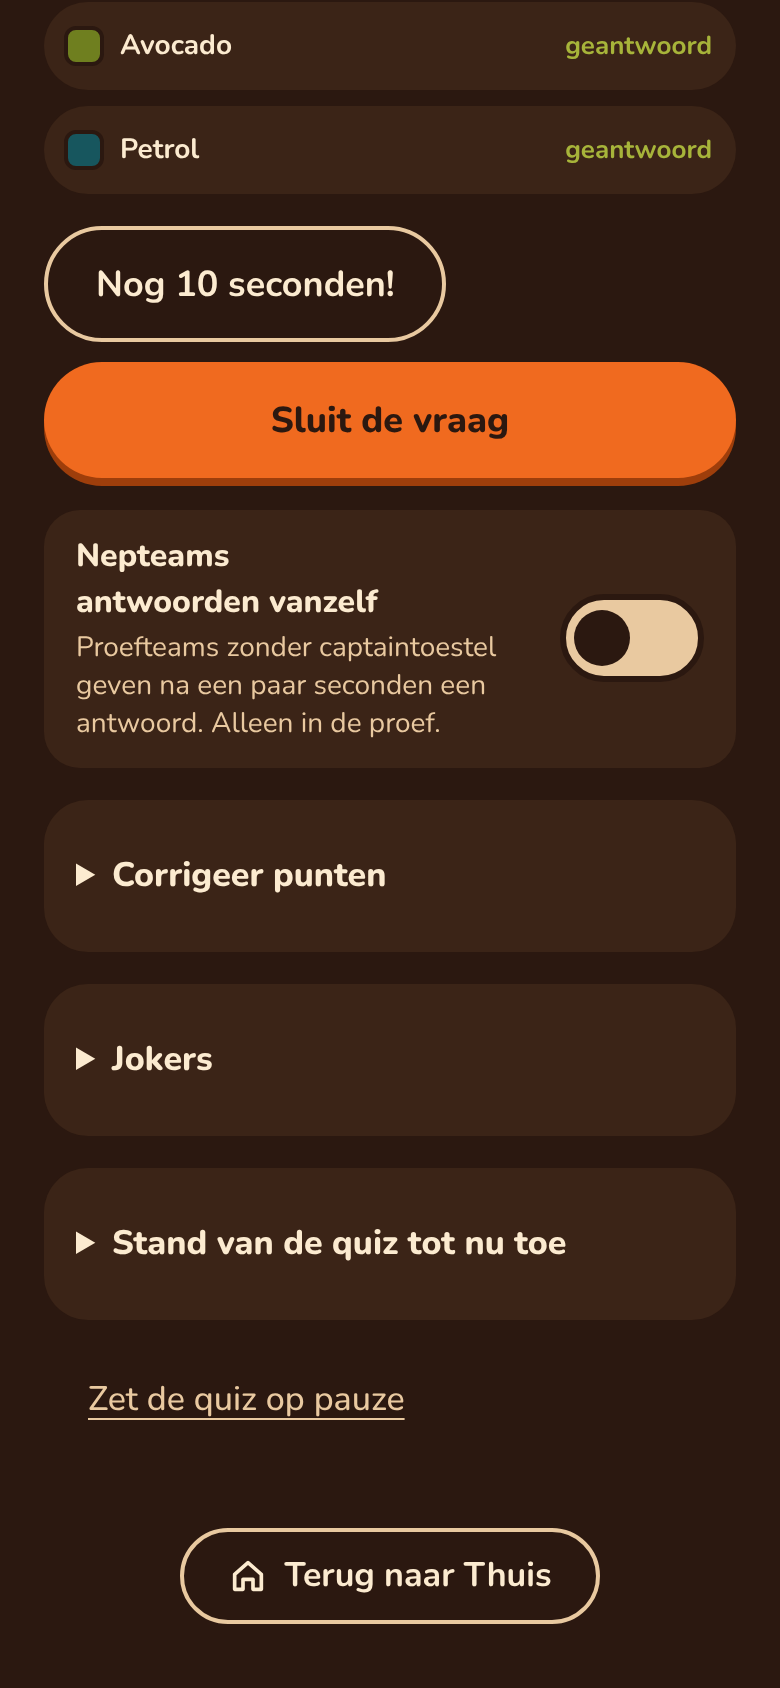 Avocado geantwoord
Petrol geantwoord
Nog 10 seconden!
Sluit de vraag
Nepteams
antwoorden vanzelf
Proefteams zonder captaintoestel
geven na een paar seconden een
antwoord. Alleen in de proef.
Corrigeer punten
Jokers
Stand van de quiz tot nu toe
Zet de quiz op pauze
Terug naar Thuis